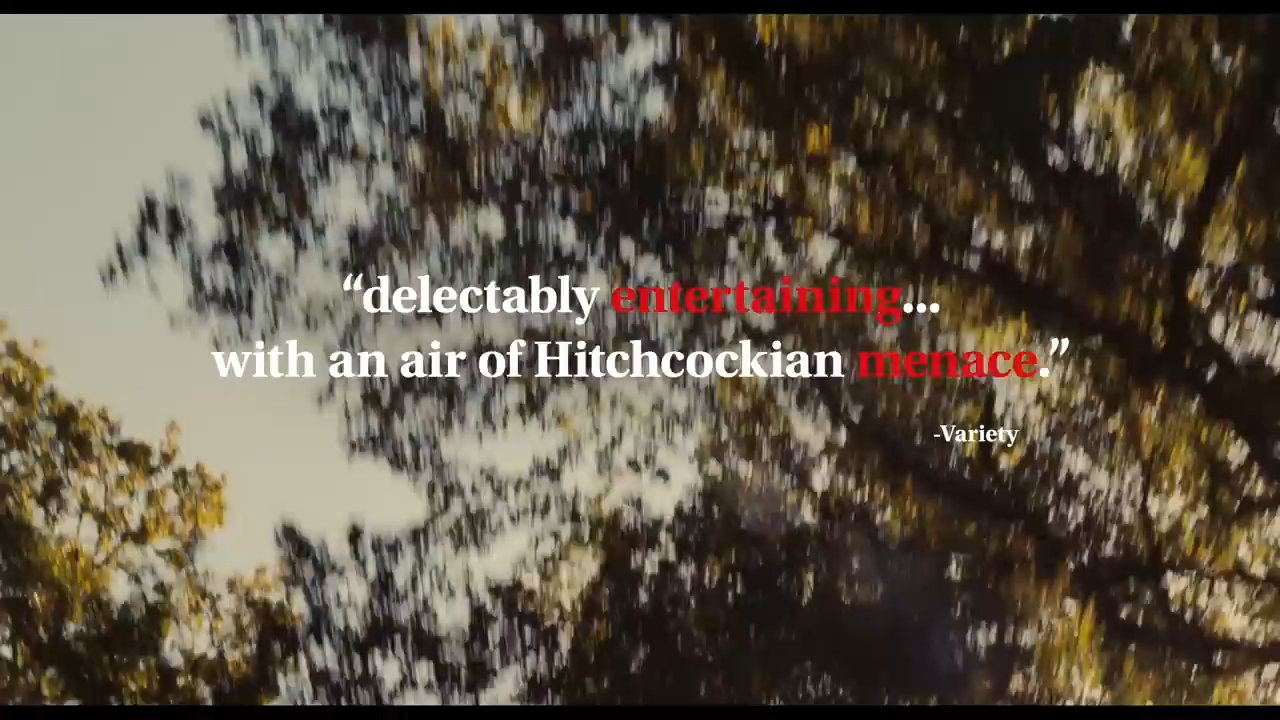 “delectably entertaining...
with an air of Hitchcockian menace.”
-Variety